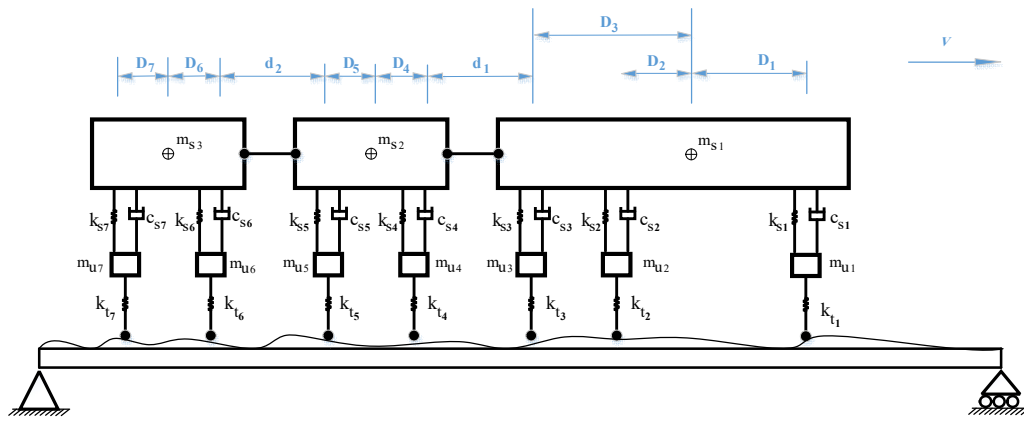 D₃
V
D₇ D₆ d₂ D₅ D₄ d₁ D₂ D₁
mₛ₃ mₛ₂ mₛ₁
kₛ₇ cₛ₇ kₛ₆ cₛ₆ kₛ₅ cₛ₅ kₛ₄ cₛ₄ kₛ₃ cₛ₃ kₛ₂ cₛ₂ kₛ₁ cₛ₁
mᵤ₇ mᵤ₆ mᵤ₅ mᵤ₄ mᵤ₃ mᵤ₂ mᵤ₁
kₜ₇ kₜ₆ kₜ₅ kₜ₄ kₜ₃ kₜ₂ kₜ₁